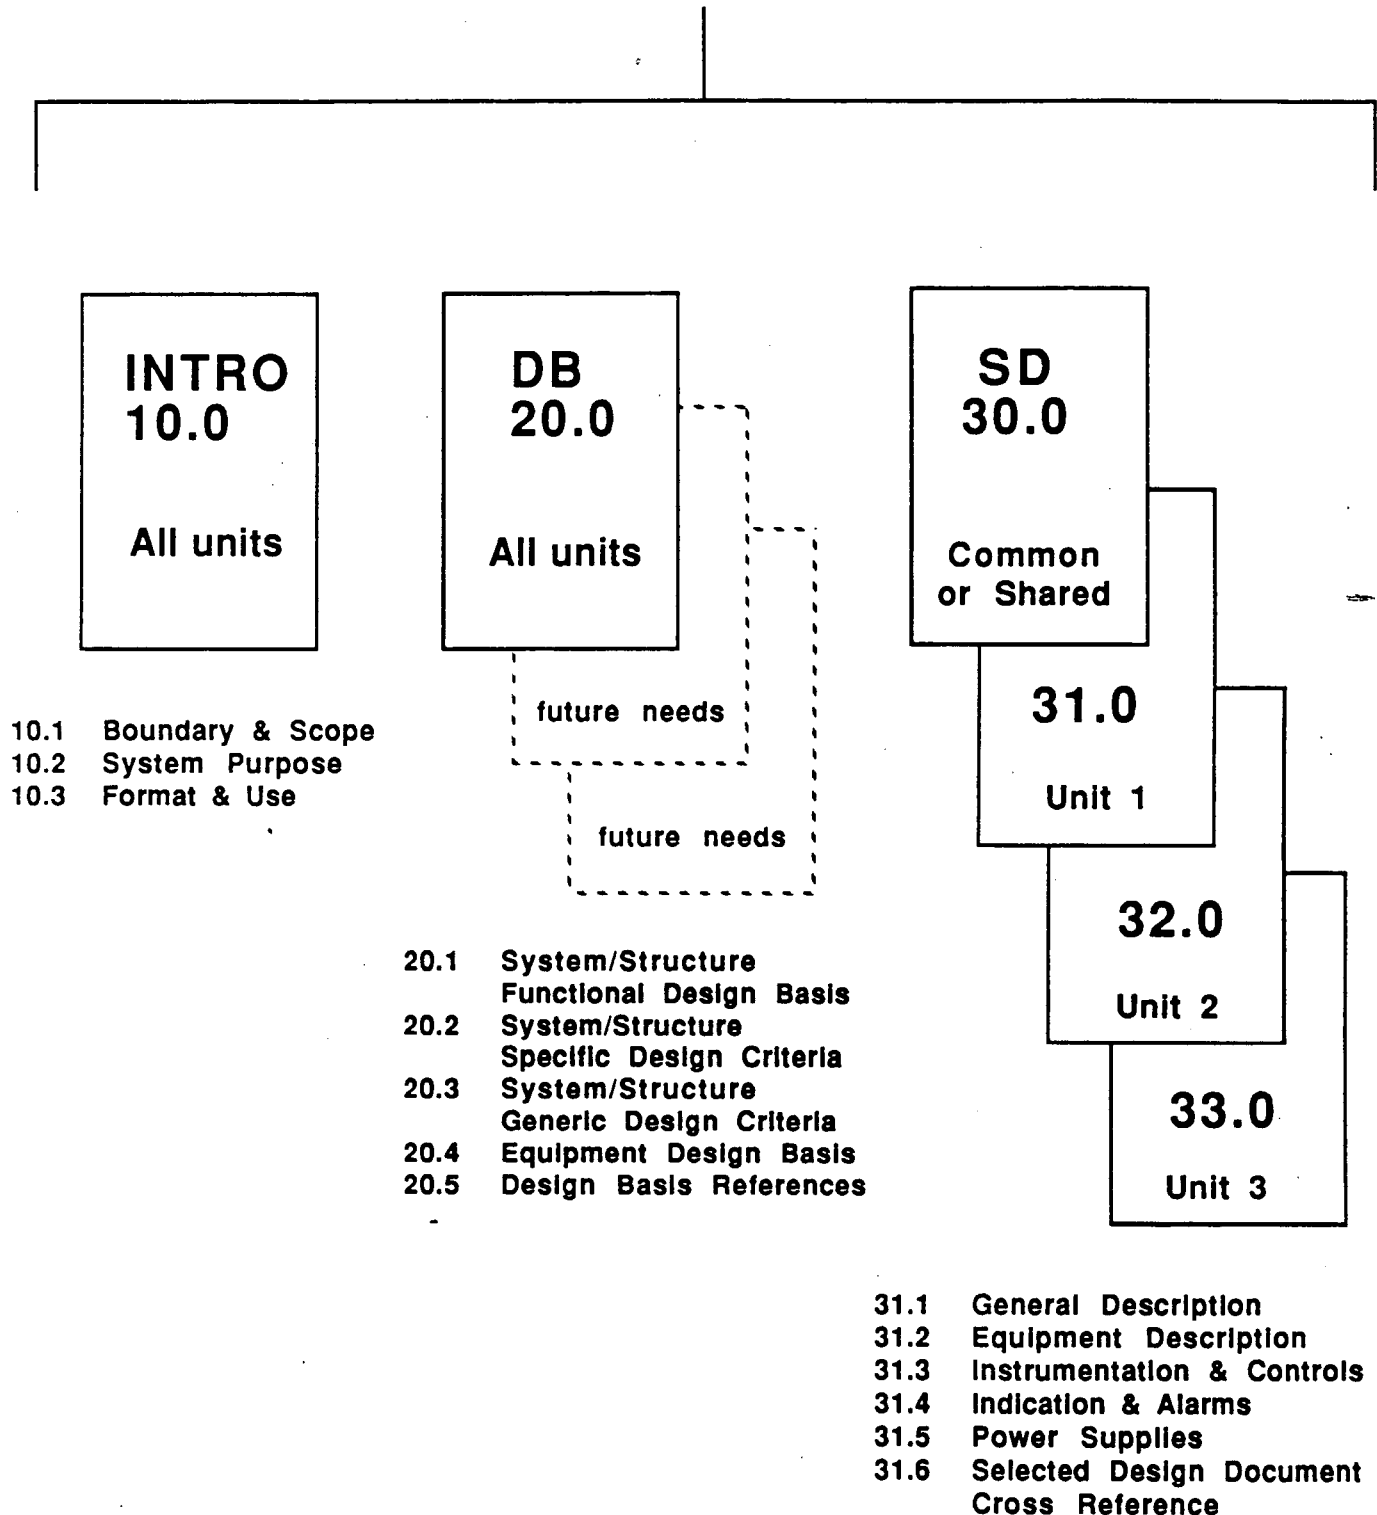 INTRO
10.0
All units
10.1 Boundary & Scope
10.2 System Purpose
10.3 Format & Use
DB
20.0
All units
future needs
future needs
20.1 System/Structure
Functional Design Basis
20.2 System/Structure
Specific Design Criteria
20.3 System/Structure
Generic Design Criteria
20.4 Equipment Design Basis
20.5 Design Basis References
SD
30.0
Common
or Shared
31.0
Unit 1
32.0
Unit 2
33.0
Unit 3
31.1 General Description
31.2 Equipment Description
31.3 Instrumentation & Controls
31.4 Indication & Alarms
31.5 Power Supplies
31.6 Selected Design Document
Cross Reference